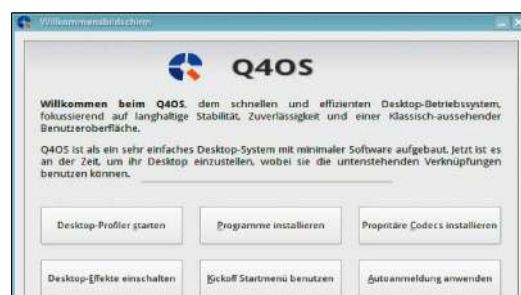 Willkommensbildschirm
Q4OS
Willkommen beim Q4OS, dem schnellen und effizienten Desktop-Betriebssystem,
fokussierend auf langhaltige Stabilität, Zuverlässigkeit und einer Klassisch-aussehender
Benutzeroberfläche.
Q4OS ist als ein sehr einfaches Desktop-System mit minimaler Software aufgebaut. Jetzt ist es
an der Zeit, um ihr Desktop einzustellen, wobei sie die untenstehenden Verknüpfungen
benutzen können.
Desktop-Profiler starten
Programme installieren
Propritäre Codecs installieren
Desktop-Effekte einschalten
Kickoff Startmenü benutzen
Autoanmeldung anwenden